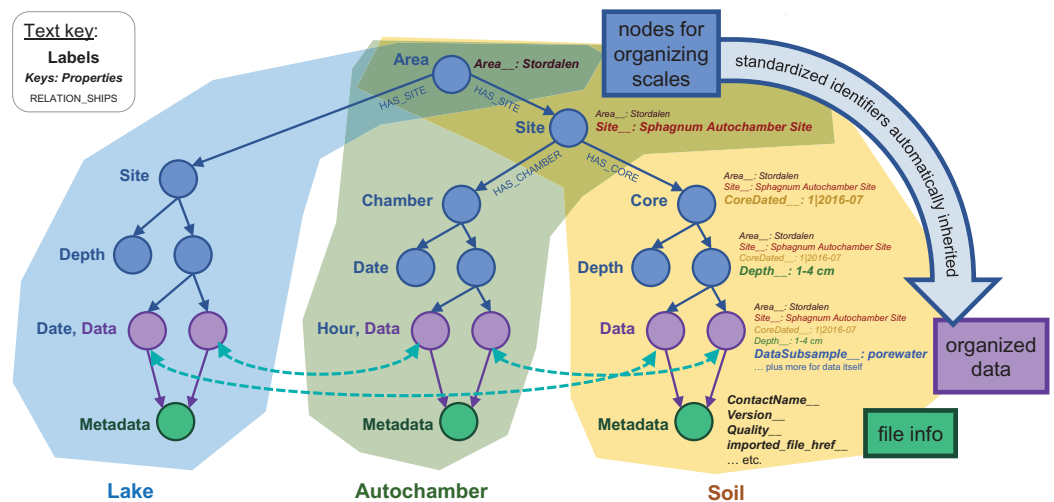 Text key:
Labels
Keys: Properties
RELATION_SHIPS
Area
Area__: Stordalen
nodes for
organizing
scales
standardized identifiers automatically inherited
HAS_SITE
HAS_SITE
Site
Area__: Stordalen
Site__: Sphagnum Autochamber Site
HAS_CHAMBER
HAS_CORE
Site
Chamber
Core
Area__: Stordalen
Site__: Sphagnum Autochamber Site
CoreDated__: 1|2016-07
Depth
Date
Depth
Area__: Stordalen
Site__: Sphagnum Autochamber Site
CoreDated__: 1|2016-07
Depth__: 1-4 cm
Date, Data
Hour, Data
Data
Area__: Stordalen
Site__: Sphagnum Autochamber Site
CoreDated__: 1|2016-07
Depth__: 1-4 cm
DataSubsample__: porewater
... plus more for data itself
organized
data
Metadata
Metadata
Metadata
ContactName__
Version__
Quality__
imported_file_href__
... etc.
file info
Lake
Autochamber
Soil